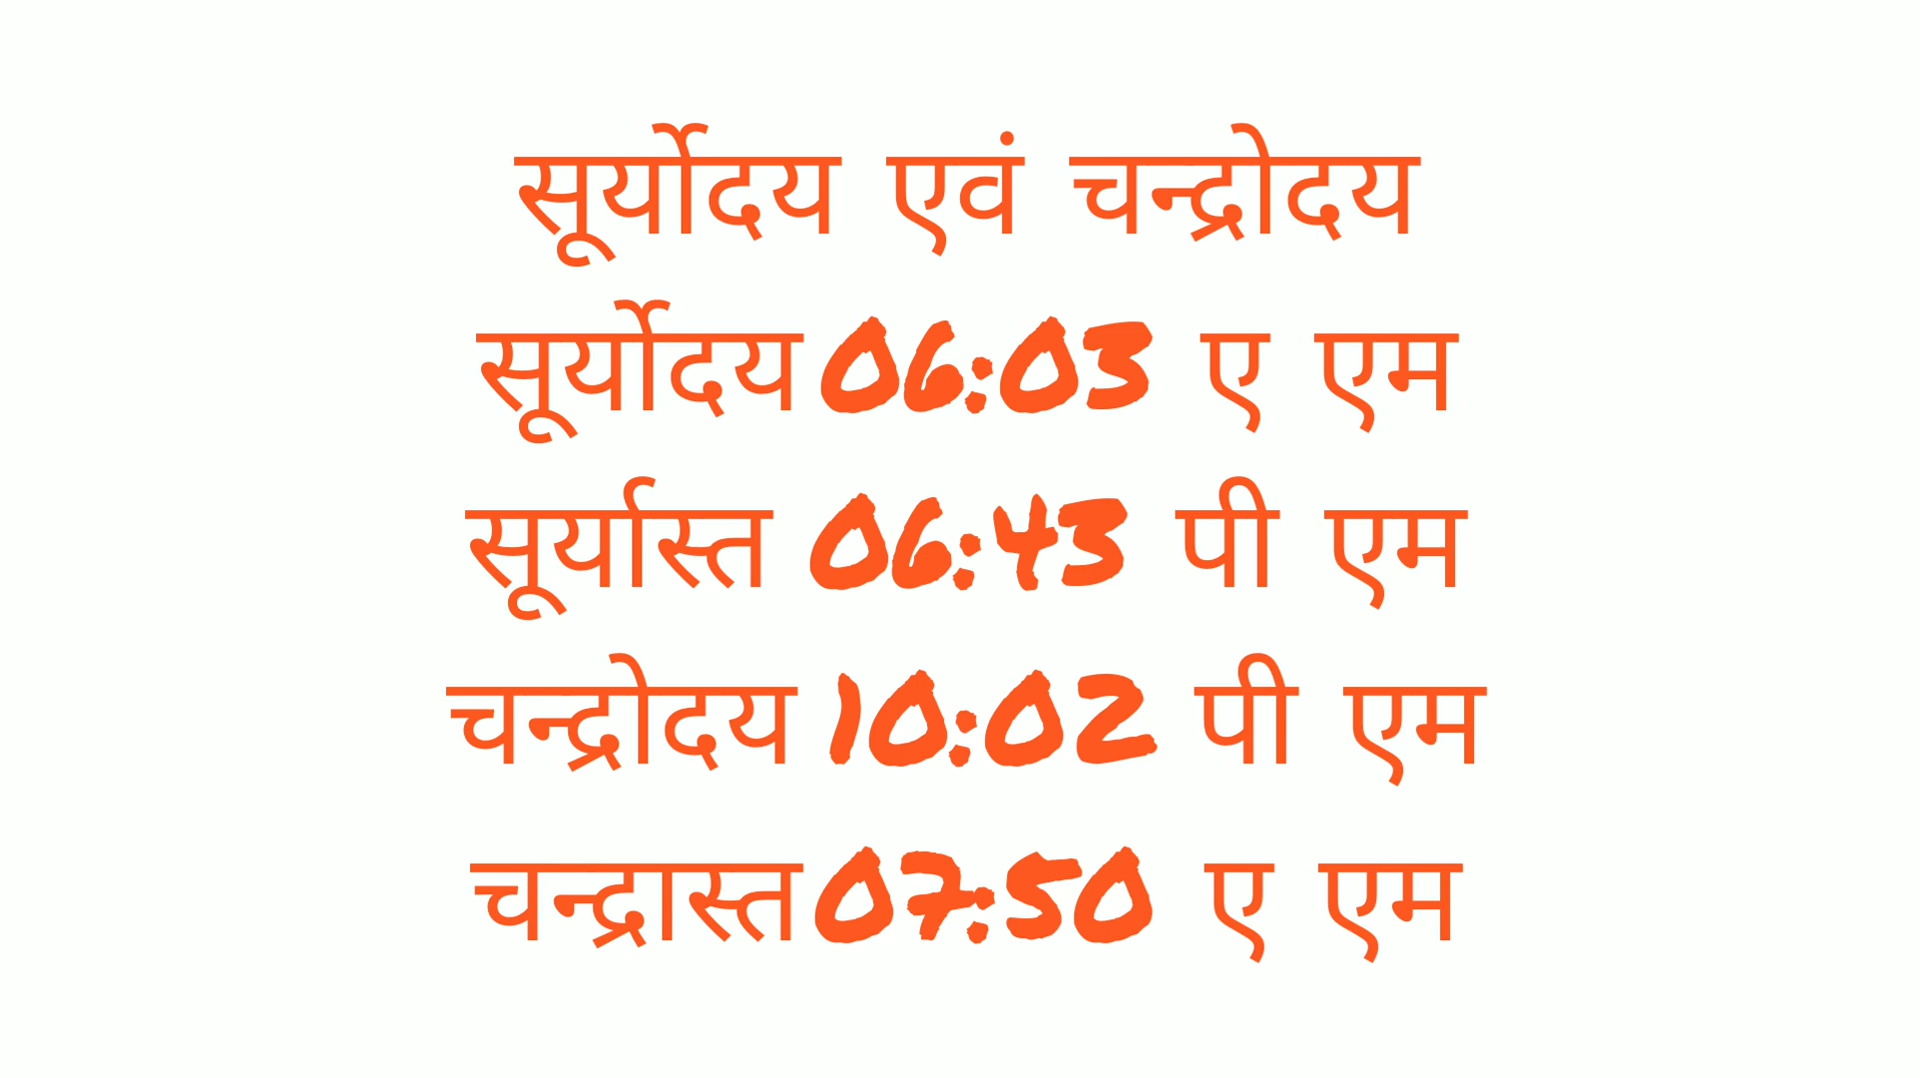 सूर्योदय एवं चन्द्रोदय
सूर्योदय 06:03 ए एम
सूर्यास्त 06:43 पी एम
चन्द्रोदय 10:02 पी एम
चन्द्रास्त 07:50 ए एम